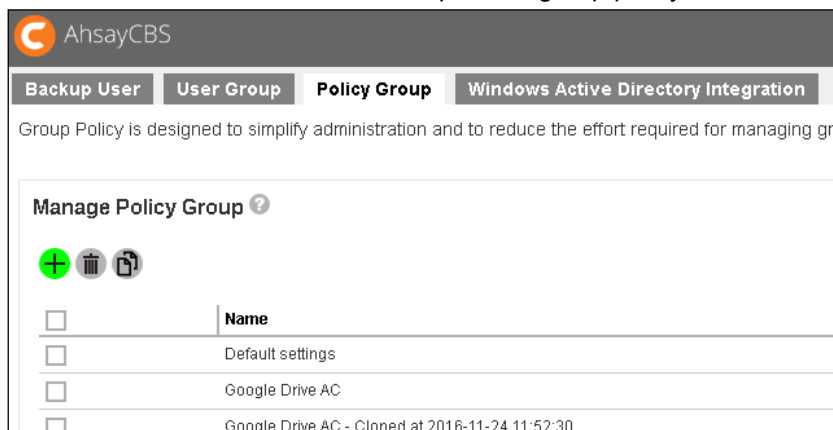 AhsayCBS
Backup User User Group Policy Group Windows Active Directory Integration
Group Policy is designed to simplify administration and to reduce the effort required for managing gr
Manage Policy Group ?
Name
Default settings
Google Drive AC
Google Drive AC - Cloned at 2016-11-24 11:52:30